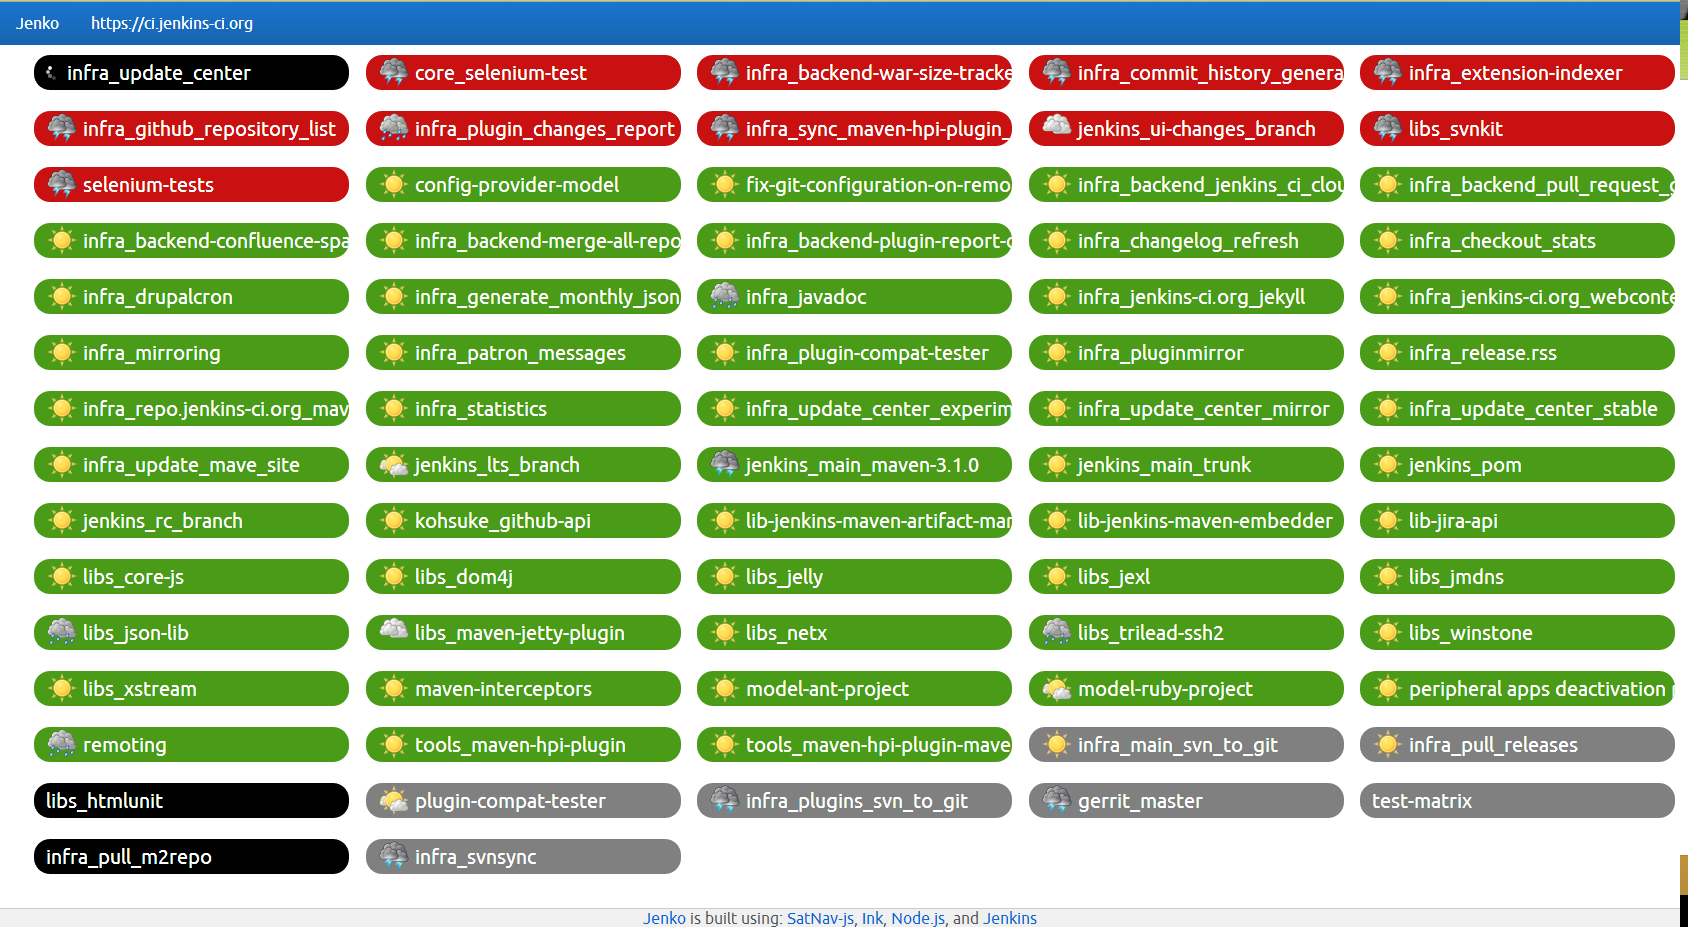 Jenko https://ci.jenkins-ci.org
infra_update_center core_selenium-test infra_backend-war-size-tracke infra_commit_history_genera infra_extension-indexer
infra_github_repository_list infra_plugin_changes_report infra_sync_maven-hpi-plugin_ jenkins_ui-changes_branch libs_svnkit
selenium-tests config-provider-model fix-git-configuration-on-remo infra_backend_jenkins_ci_clou infra_backend_pull_request_g
infra_backend-confluence-spa infra_backend-merge-all-repo infra_backend-plugin-report-c infra_changelog_refresh infra_checkout_stats
infra_drupalcron infra_generate_monthly_json infra_javadoc infra_jenkins-ci.org_jekyll infra_jenkins-ci.org_webconte
infra_mirroring infra_patron_messages infra_plugin-compat-tester infra_pluginmirror infra_release.rss
infra_repo.jenkins-ci.org_mav infra_statistics infra_update_center_experim infra_update_center_mirror infra_update_center_stable
infra_update_mave_site jenkins_lts_branch jenkins_main_maven-3.1.0 jenkins_main_trunk jenkins_pom
jenkins_rc_branch kohsuke_github-api lib-jenkins-maven-artifact-man lib-jenkins-maven-embedder lib-jira-api
libs_core-js libs_dom4j libs_jelly libs_jexl libs_jmdns
libs_json-lib libs_maven-jetty-plugin libs_netx libs_trilead-ssh2 libs_winstone
libs_xstream maven-interceptors model-ant-project model-ruby-project peripheral apps deactivation
remoting tools_maven-hpi-plugin tools_maven-hpi-plugin-mave infra_main_svn_to_git infra_pull_releases
libs_htmlunit plugin-compat-tester infra_plugins_svn_to_git gerrit_master test-matrix
infra_pull_m2repo infra_svnsync
Jenko is built using: SatNav-js, Ink, Node.js, and Jenkins